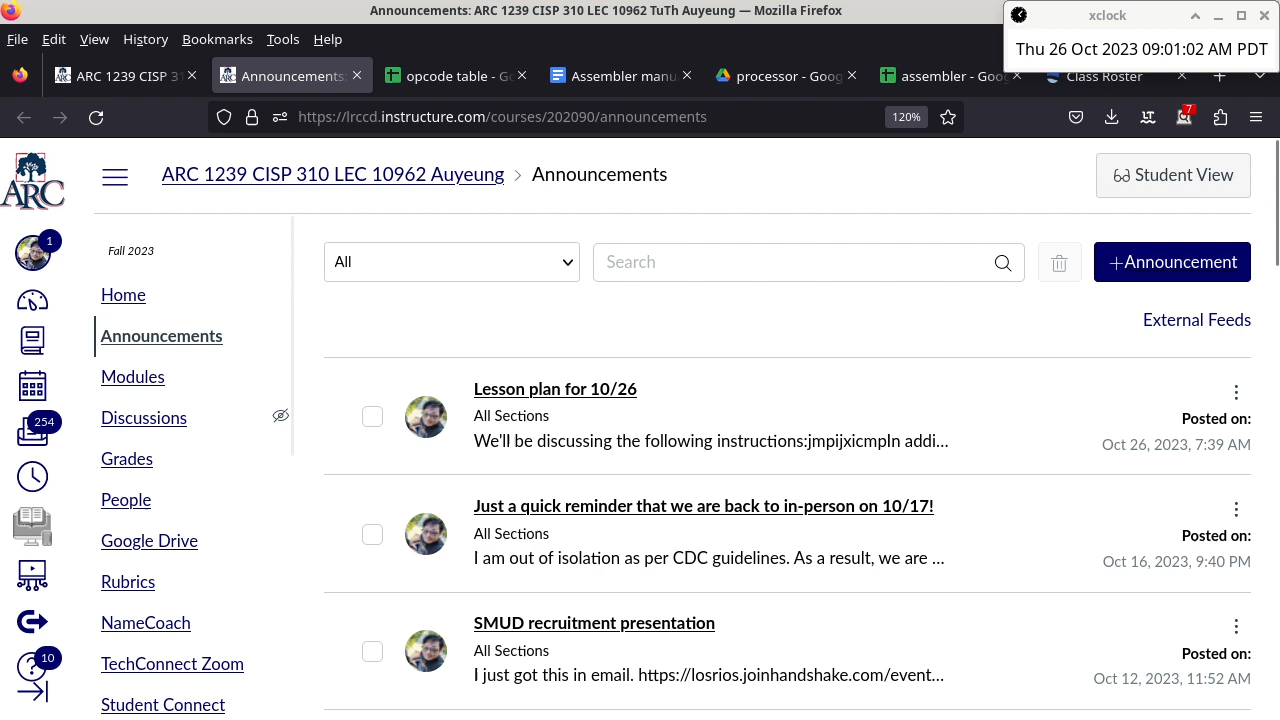 Announcements: ARC 1239 CISP 310 LEC 10962 TuTh Auyeung — Mozilla Firefox
xclock
Thu 26 Oct 2023 09:01:02 AM PDT
File Edit View History Bookmarks Tools Help
ARC 1239 CISP 31
Announcements:
opcode table - Go
Assembler manu
processor - Goog
assembler - Goo
Class Roster
https://lrccd.instructure.com/courses/202090/announcements
120%
7
ARC
ARC 1239 CISP 310 LEC 10962 Auyeung > Announcements
Student View
1
254
10
Fall 2023
Home
Announcements
Modules
Discussions
Grades
People
Google Drive
Rubrics
NameCoach
TechConnect Zoom
Student Connect
All
Search
+Announcement
External Feeds
Lesson plan for 10/26
All Sections
We'll be discussing the following instructions:jmpijxicmpIn addi...
Posted on:
Oct 26, 2023, 7:39 AM
Just a quick reminder that we are back to in-person on 10/17!
All Sections
I am out of isolation as per CDC guidelines. As a result, we are ...
Posted on:
Oct 16, 2023, 9:40 PM
SMUD recruitment presentation
All Sections
I just got this in email. https://losrios.joinhandshake.com/event...
Posted on:
Oct 12, 2023, 11:52 AM